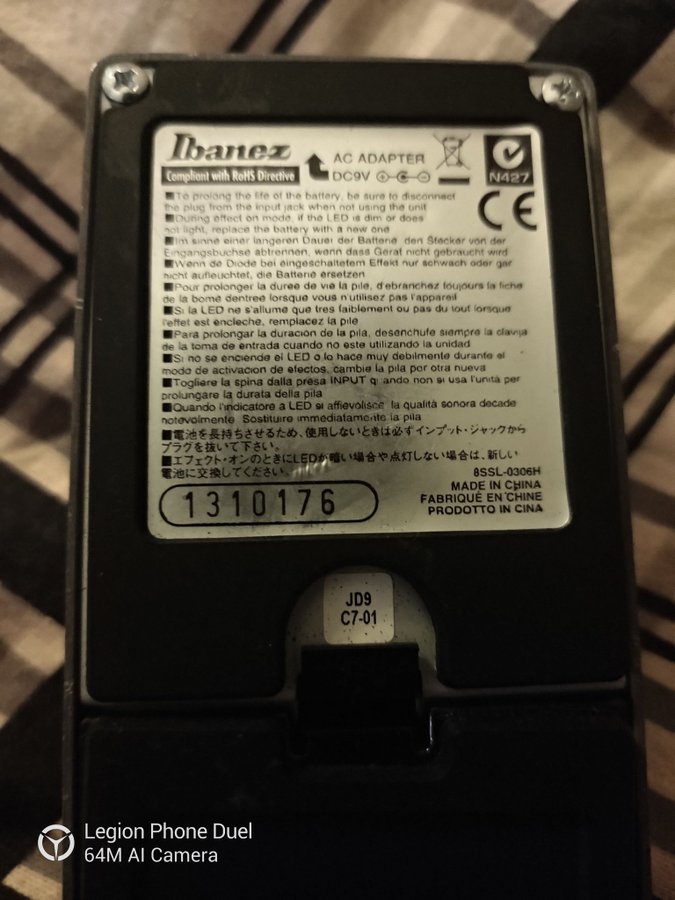 Ibanez
Compliant with RoHS Directive
AC ADAPTER
DC9V
N427
CE
■To prolong the life of the battery, be sure to disconnect
the plug from the input jack when not using the unit
■During effect on mode, if the LED is dim or does
not light, replace the battery with a new one
■Im sinne einer langeren Dauer der Batterie, den Stecker von der
Eingangsbuchse abtrennen, wenn dass Gerat nicht gebraucht wird
■Wenn de Diode bei eingeschaltetem Effekt nur schwach oder gar
nicht aufleuchtet, die Batterie ersetzen
■Pour prolonger la duree de vie la pile, d'ebranchez toujours la fiche
de la borne dentree lorsque vous n'utilisez pas l'appareil
■Si la LED ne s'allume que tres faiblement ou pas du tout lorsque
l'effet est encleche, remplacez la pile
■Para prolongar la duración de la pila, desenchufe siempre la clavija
de la toma de entrada cuando no este utilizando la unidad
■Si no se enciende el LED o lo hace muy debilmente durante el
modo de activacion de efectos, cambie la pila por otra nueva
■Togliere la spina dalla presa INPUT quando non si usa l'unità per
prolungare la durata della pila
■Quando l'indicatore a LED si affievolisce, la qualità sonora decade
notevolmente Sostituire immediatamente la pila
■電池を長持ちさせるため、使用しないときは必ずインプット・ジャックから
プラグを抜いて下さい。
■エフェクト・オンのときにLEDが暗い場合や点灯しない場合は、新しい
電池に交換してください。
8SSL-0306H
MADE IN CHINA
FABRIQUÉ EN CHINE
PRODOTTO IN CINA
1310176
JD9
C7-01
Legion Phone Duel
64M AI Camera